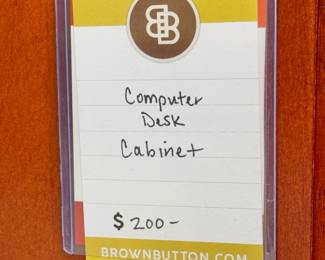 B
Computer
Desk
Cabinet
$200-
BROWNBUTTON.COM